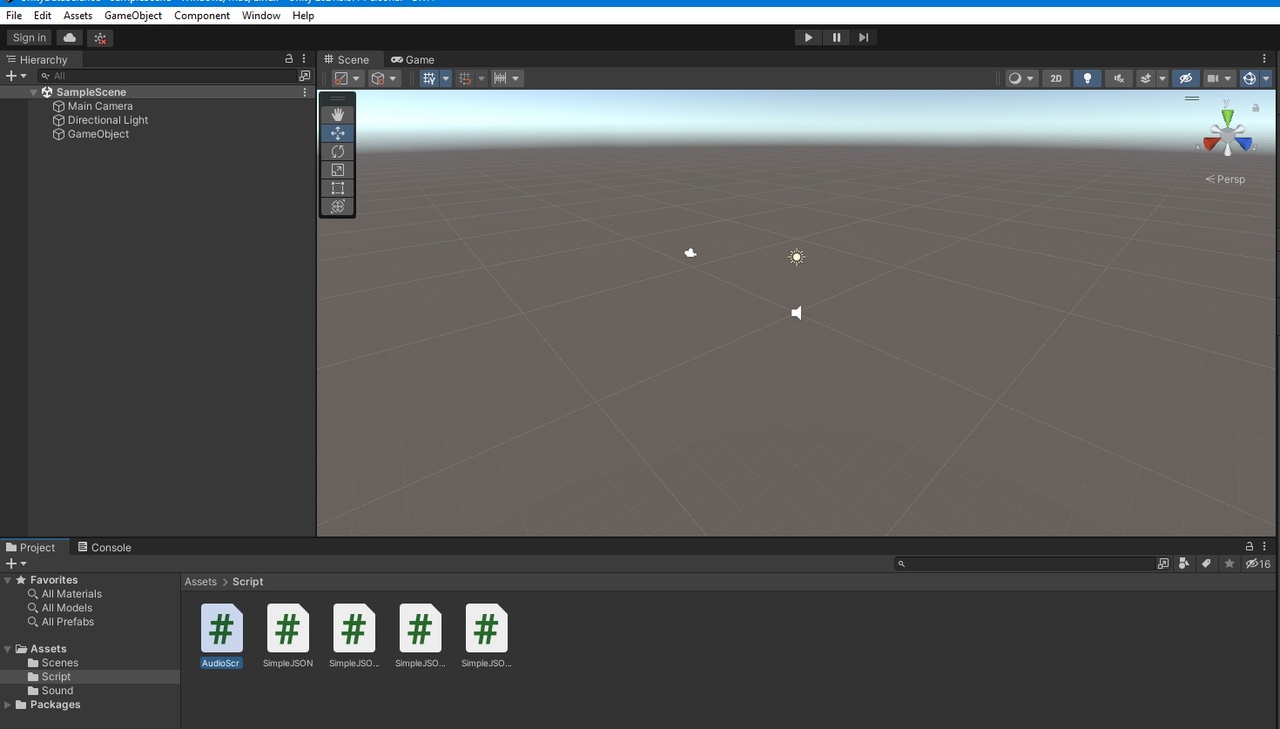 File Edit Assets GameObject Component Window Help
Sign in
Hierarchy
All
SampleScene
Main Camera
Directional Light
GameObject
Scene Game
2D
y
x
z
Persp
Project Console
16
Favorites
All Materials
All Models
All Prefabs
Assets
Scenes
Script
Sound
Packages
Assets > Script
AudioScr SimpleJSON SimpleJSO... SimpleJSO... SimpleJSO...